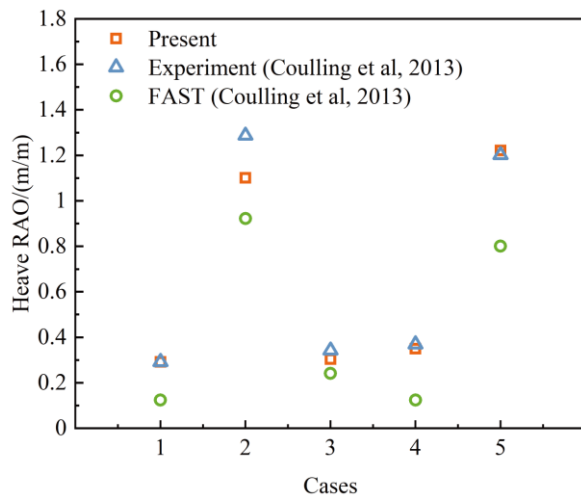 Present
Experiment (Coulling et al, 2013)
FAST (Coulling et al, 2013)
Heave RAO/(m/m)
1.8
1.6
1.4
1.2
1
0.8
0.6
0.4
0.2
0
1 2 3 4 5
Cases